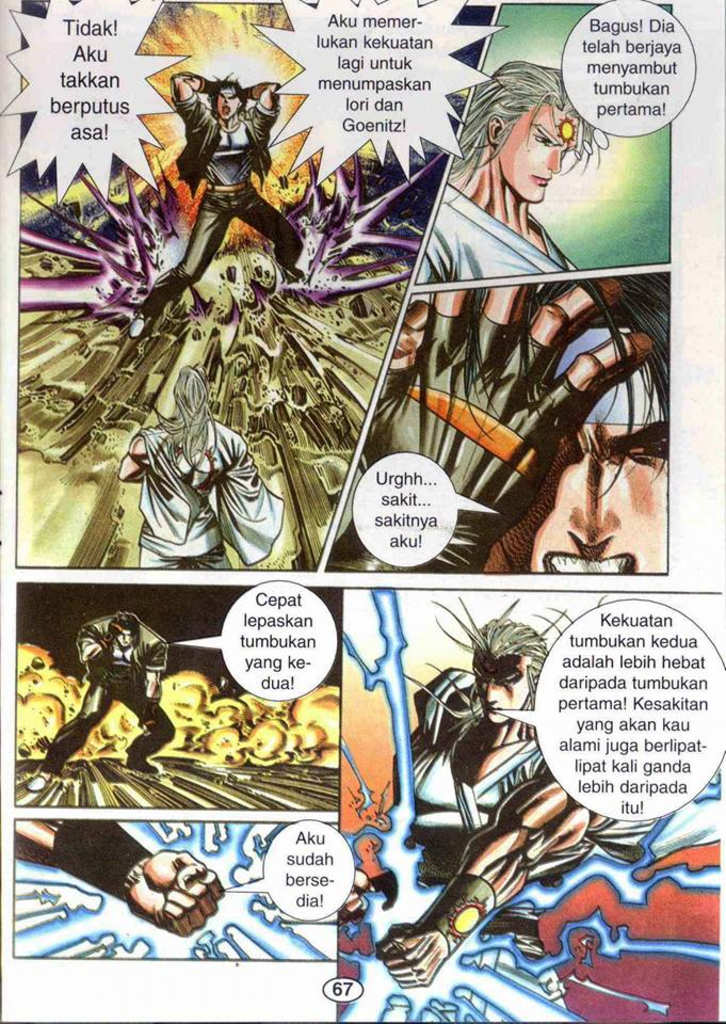 Tidak!
Aku
takkan
berputus
asa!
Aku memer-
lukan kekuatan
lagi untuk
menumpaskan
Iori dan
Goenitz!
Bagus! Dia
telah berjaya
menyambut
tumbukan
pertama!
Urghh...
sakit...
sakitnya
aku!
Cepat
lepaskan
tumbukan
yang ke-
dua!
Kekuatan
tumbukan kedua
adalah lebih hebat
daripada tumbukan
pertama! Kesakitan
yang akan kau
alami juga berlipat-
lipat kali ganda
lebih daripada
itu!
Aku
sudah
berse-
dia!
67